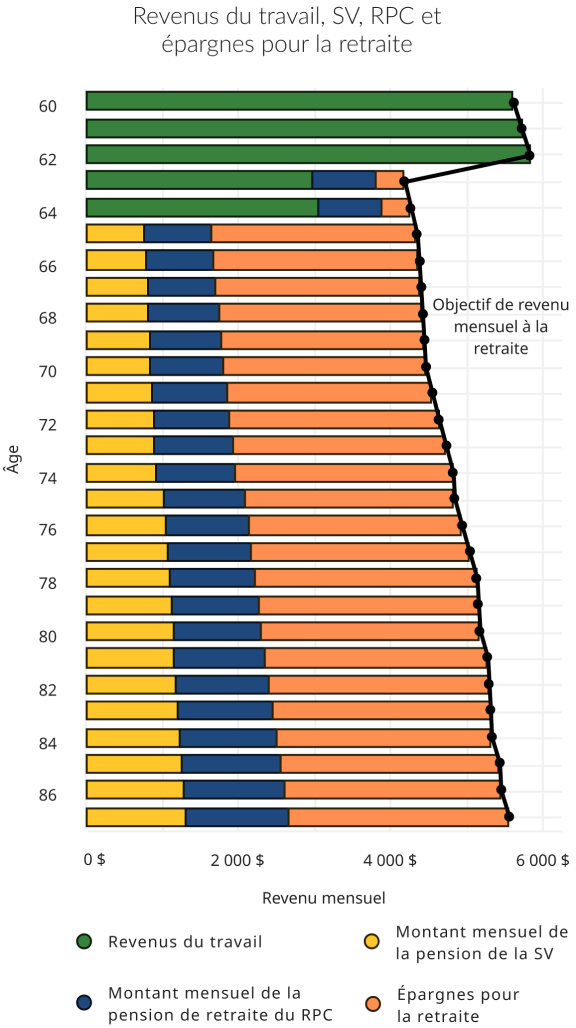 Revenus du travail, SV, RPC et
épargnes pour la retraite
60
62
64
66
68
70
72
74
76
78
80
82
84
86
Âge
Objectif de revenu
mensuel à la
retraite
0 $
2 000 $
4 000 $
6 000 $
Revenu mensuel
Revenus du travail
Montant mensuel de
la pension de la SV
Montant mensuel de la
pension de retraite du RPC
Épargnes pour
la retraite